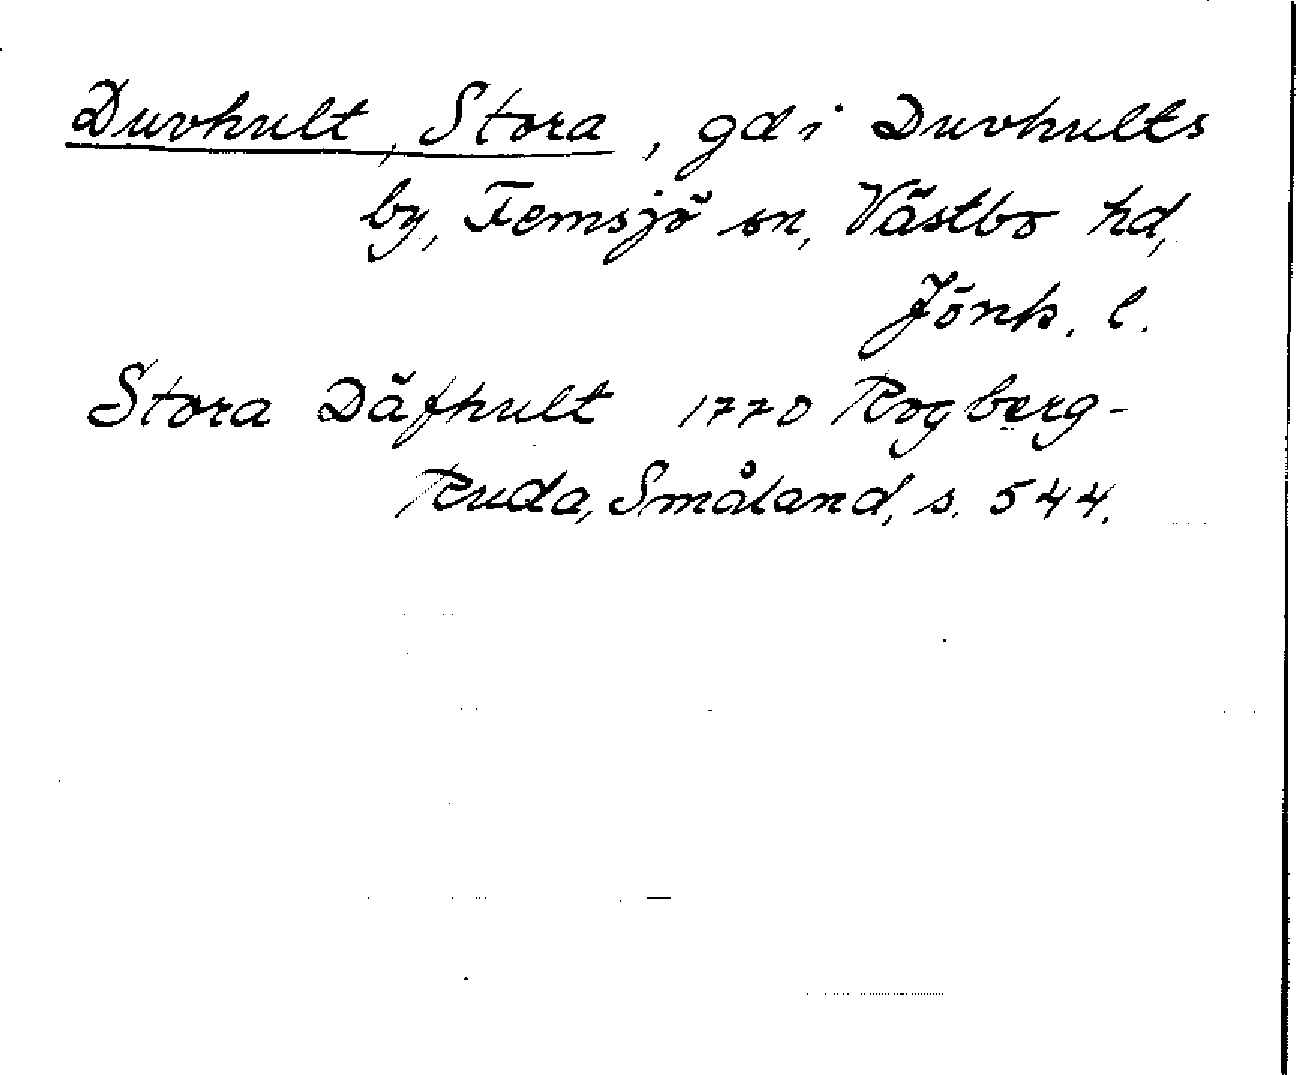 Duvhult, Stora, gd i Duvhults
by, Femsjö sn, Västbo hd,
Jönk. l.
Stora Däfhult 1770 Rogberg-
Ruda, Småland, s. 544.